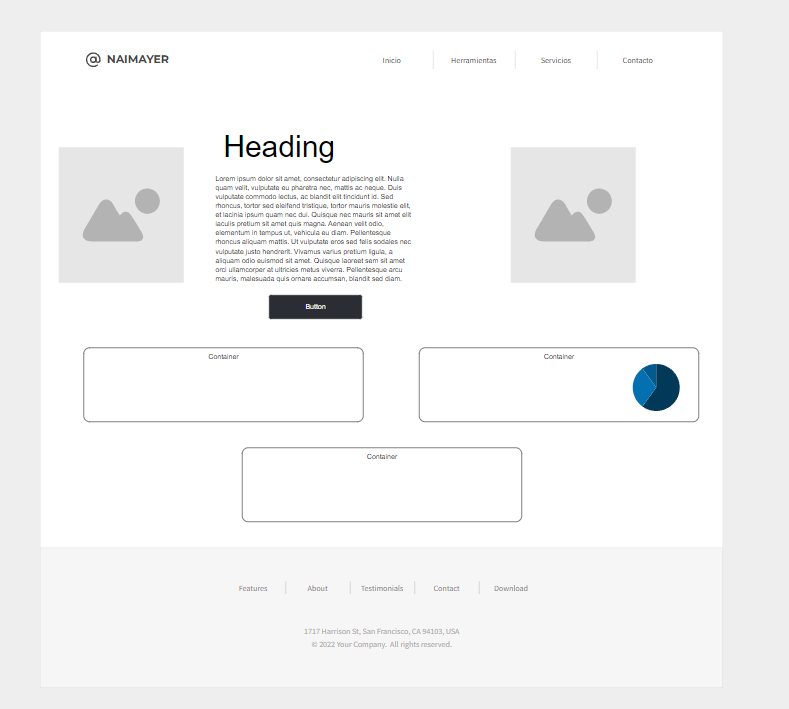 @ NAIMAYER
Inicio
Herramientas
Servicios
Contacto
Heading
Lorem ipsum dolor sit amet, consectetur adipiscing elit. Nulla
quam velit, vulputate eu pharetra nec, mattis ac neque. Duis
vulputate commodo lectus, ac blandit elit tincidunt id. Sed
rhoncus, tortor sed eleifend tristique, tortor mauris molestie elit,
et lacinia ipsum quam nec dui. Quisque nec mauris sit amet elit
iaculis pretium sit amet quis magna. Aenean velit odio,
elementum in tempus ut, vehicula eu diam. Pellentesque
rhoncus aliquam mattis. Ut vulputate eros sed felis sodales nec
vulputate justo hendrerit. Vivamus varius pretium ligula, a
aliquam odio euismod sit amet. Quisque laoreet sem sit amet
orci ullamcorper at ultricies metus viverra. Pellentesque arcu
mauris, malesuada quis ornare accumsan, blandit sed diam.
Button
Container
Container
Container
Features
About
Testimonials
Contact
Download
1717 Harrison St, San Francisco, CA 94103, USA
© 2022 Your Company. All rights reserved.